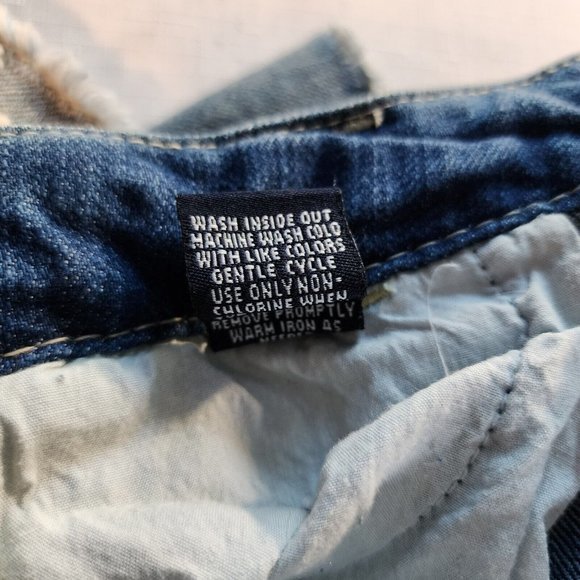 WASH INSIDE OUT
MACHINE WASH COLD
WITH LIKE COLORS
GENTLE CYCLE
USE ONLY NON-
CHLORINE WHEN
REMOVE PROMPTLY
WARM IRON AS